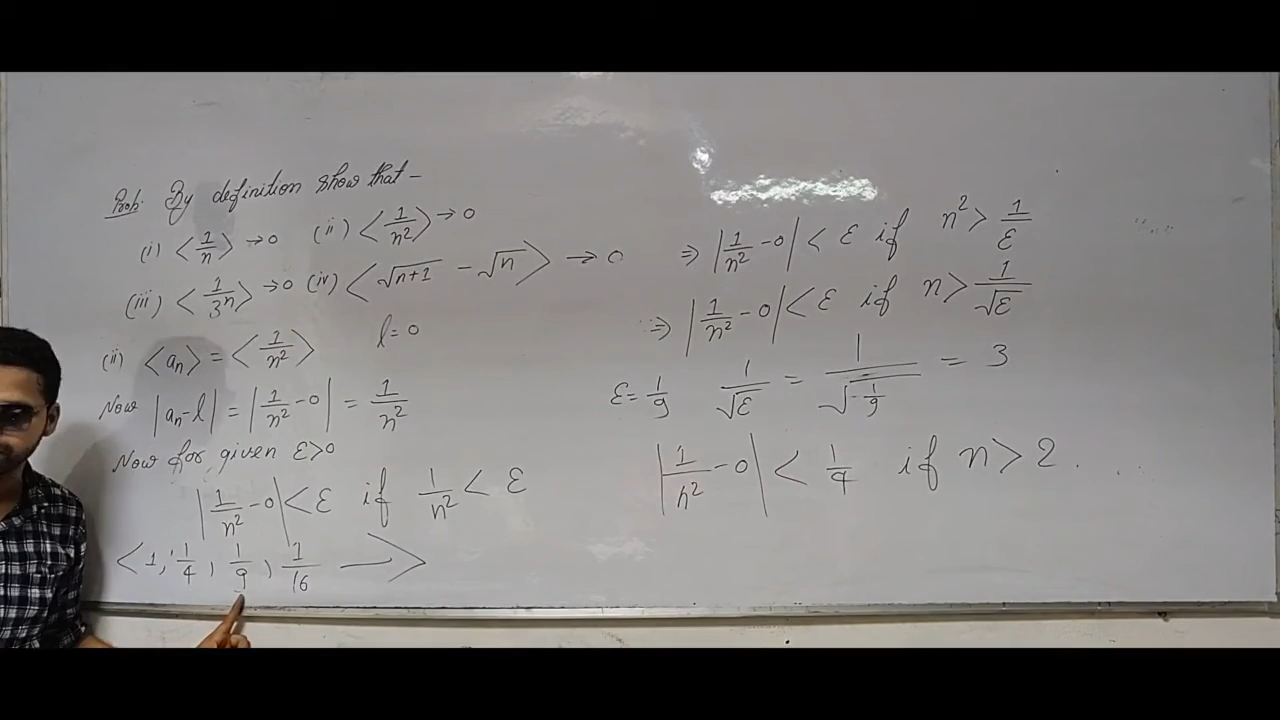 Prob. By definition show that –
(i) <1/n> → 0 (ii) <1/n²> → 0
(iii) <1/3ⁿ> → 0 (iv) <√(n+1) – √n> → 0
(ii) <aₙ> = <1/n²> l = 0
Now |aₙ – l| = |1/n² – 0| = 1/n²
Now for given ε>0
|1/n² – 0| < ε if 1/n² < ε
<1, 1/4, 1/9, 1/16 —>
⇒ |1/n² – 0| < ε if n² > 1/ε
⇒ |1/n² – 0| < ε if n > 1/√ε
ε = 1/9 1/√ε = 1/√(1/9) = 3
|1/n² – 0| < 1/4 if n > 2 . . . .